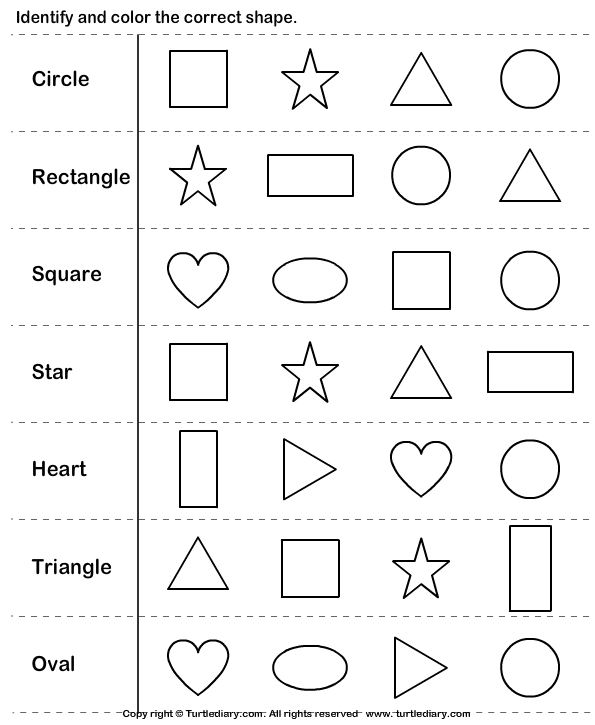 Identify and color the correct shape.
Circle
Rectangle
Square
Star
Heart
Triangle
Oval
Copy right © Turtlediary.com. All rights reserved   www. turtlediary.com